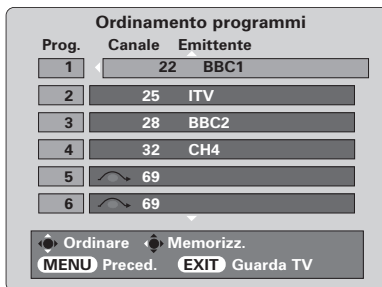 Ordinamento programmi
Prog. Canale Emittente
1 22 BBC1
2 25 ITV
3 28 BBC2
4 32 CH4
5 69
6 69
Ordinare Memorizz.
MENU Preced. EXIT Guarda TV